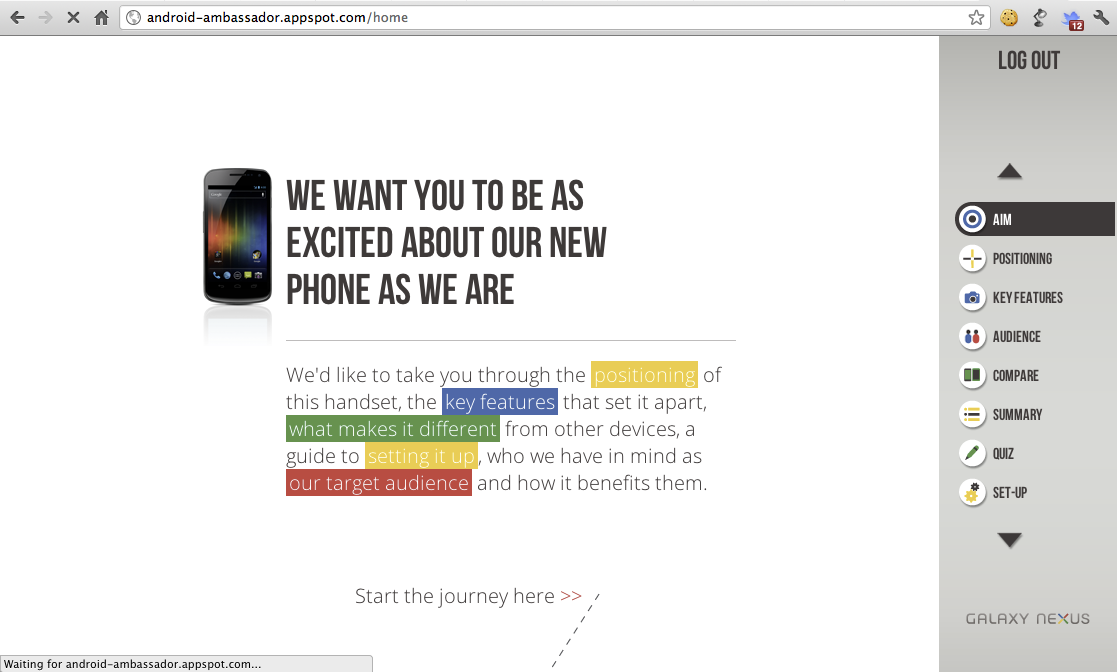 android-ambassador.appspot.com/home
12
LOG OUT
WE WANT YOU TO BE AS
EXCITED ABOUT OUR NEW
PHONE AS WE ARE
We'd like to take you through the positioning of
this handset, the key features that set it apart,
what makes it different from other devices, a
guide to setting it up, who we have in mind as
our target audience and how it benefits them.
Start the journey here >>
AIM
POSITIONING
KEY FEATURES
AUDIENCE
COMPARE
SUMMARY
QUIZ
SET-UP
GALAXY NEXUS
Waiting for android-ambassador.appspot.com...